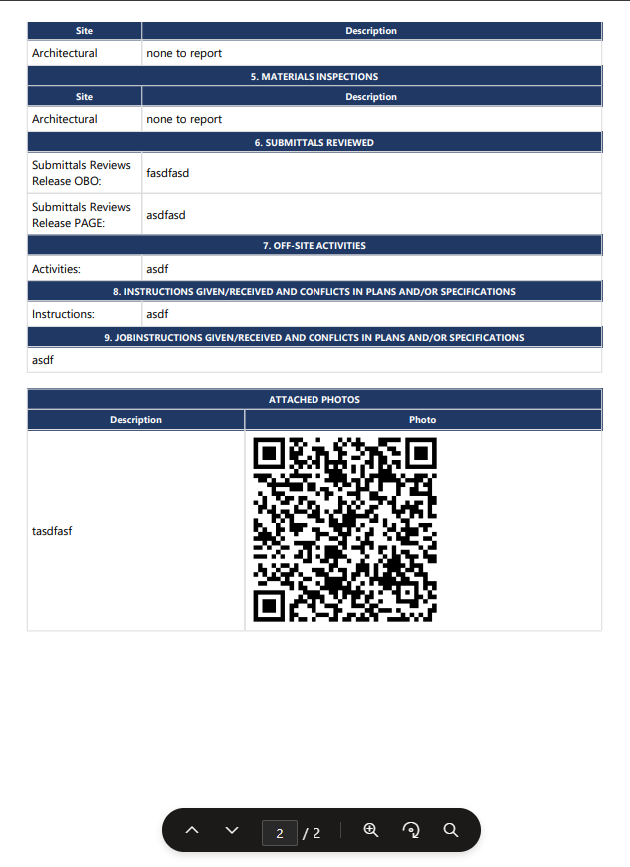 Site Description
Architectural none to report
5. MATERIALS INSPECTIONS
Site Description
Architectural none to report
6. SUBMITTALS REVIEWED
Submittals Reviews
Release OBO:
fasdfasd
Submittals Reviews
Release PAGE:
asdfasd
7. OFF-SITE ACTIVITIES
Activities: asdf
8. INSTRUCTIONS GIVEN/RECEIVED AND CONFLICTS IN PLANS AND/OR SPECIFICATIONS
Instructions: asdf
9. JOBINSTRUCTIONS GIVEN/RECEIVED AND CONFLICTS IN PLANS AND/OR SPECIFICATIONS
asdf
ATTACHED PHOTOS
Description Photo
tasdfasf
2 / 2